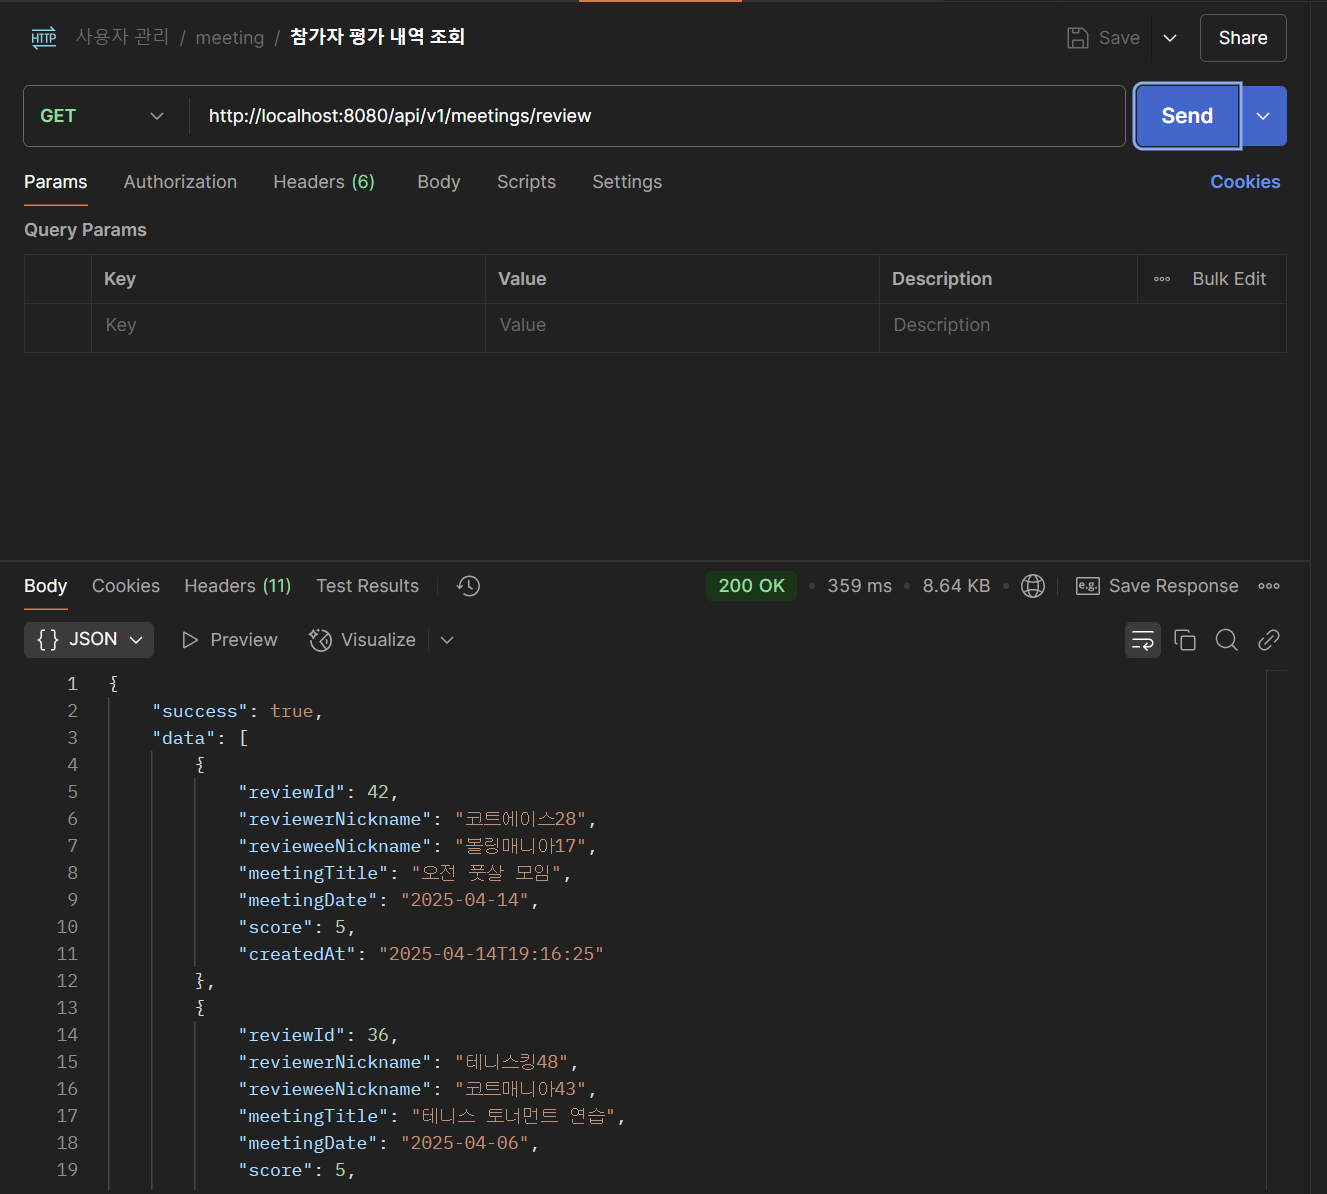 HTTP 사용자 관리 / meeting / 참가자 평가 내역 조회 Save Share
GET http://localhost:8080/api/v1/meetings/review Send
Params Authorization Headers (6) Body Scripts Settings Cookies
Query Params
Key Value Description Bulk Edit
Key Value Description
Body Cookies Headers (11) Test Results 200 OK 359 ms 8.64 KB e.g. Save Response
{} JSON Preview Visualize
1 {
2 "success": true,
3 "data": [
4 {
5 "reviewId": 42,
6 "reviewerNickname": "코트에이스28",
7 "revieweeNickname": "볼링매니아17",
8 "meetingTitle": "오전 풋살 모임",
9 "meetingDate": "2025-04-14",
10 "score": 5,
11 "createdAt": "2025-04-14T19:16:25"
12 },
13 {
14 "reviewId": 36,
15 "reviewerNickname": "테니스킹48",
16 "revieweeNickname": "코트매니아43",
17 "meetingTitle": "테니스 토너먼트 연습",
18 "meetingDate": "2025-04-06",
19 "score": 5,